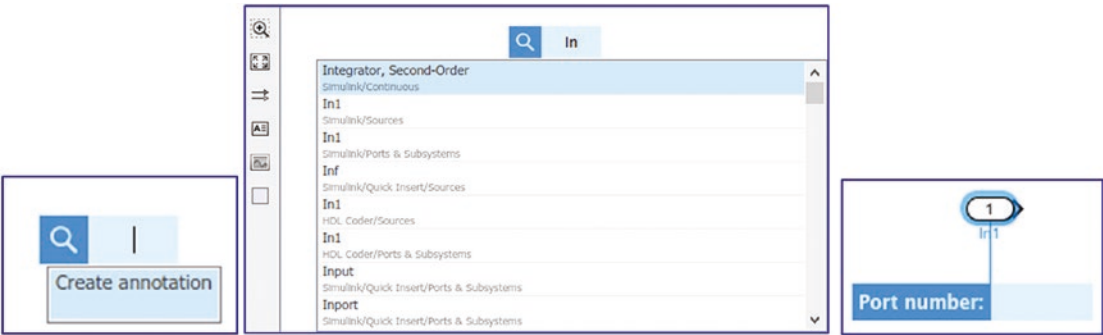 Create annotation
In
Integrator, Second-Order
Simulink/Continuous
In1
Simulink/Sources
In1
Simulink/Ports & Subsystems
Inf
Simulink/Quick Insert/Sources
In1
HDL Coder/Sources
In1
HDL Coder/Ports & Subsystems
Input
Simulink/Quick Insert/Ports & Subsystems
Inport
Simulink/Quick Insert/Ports & Subsystems
1
In1
Port number: